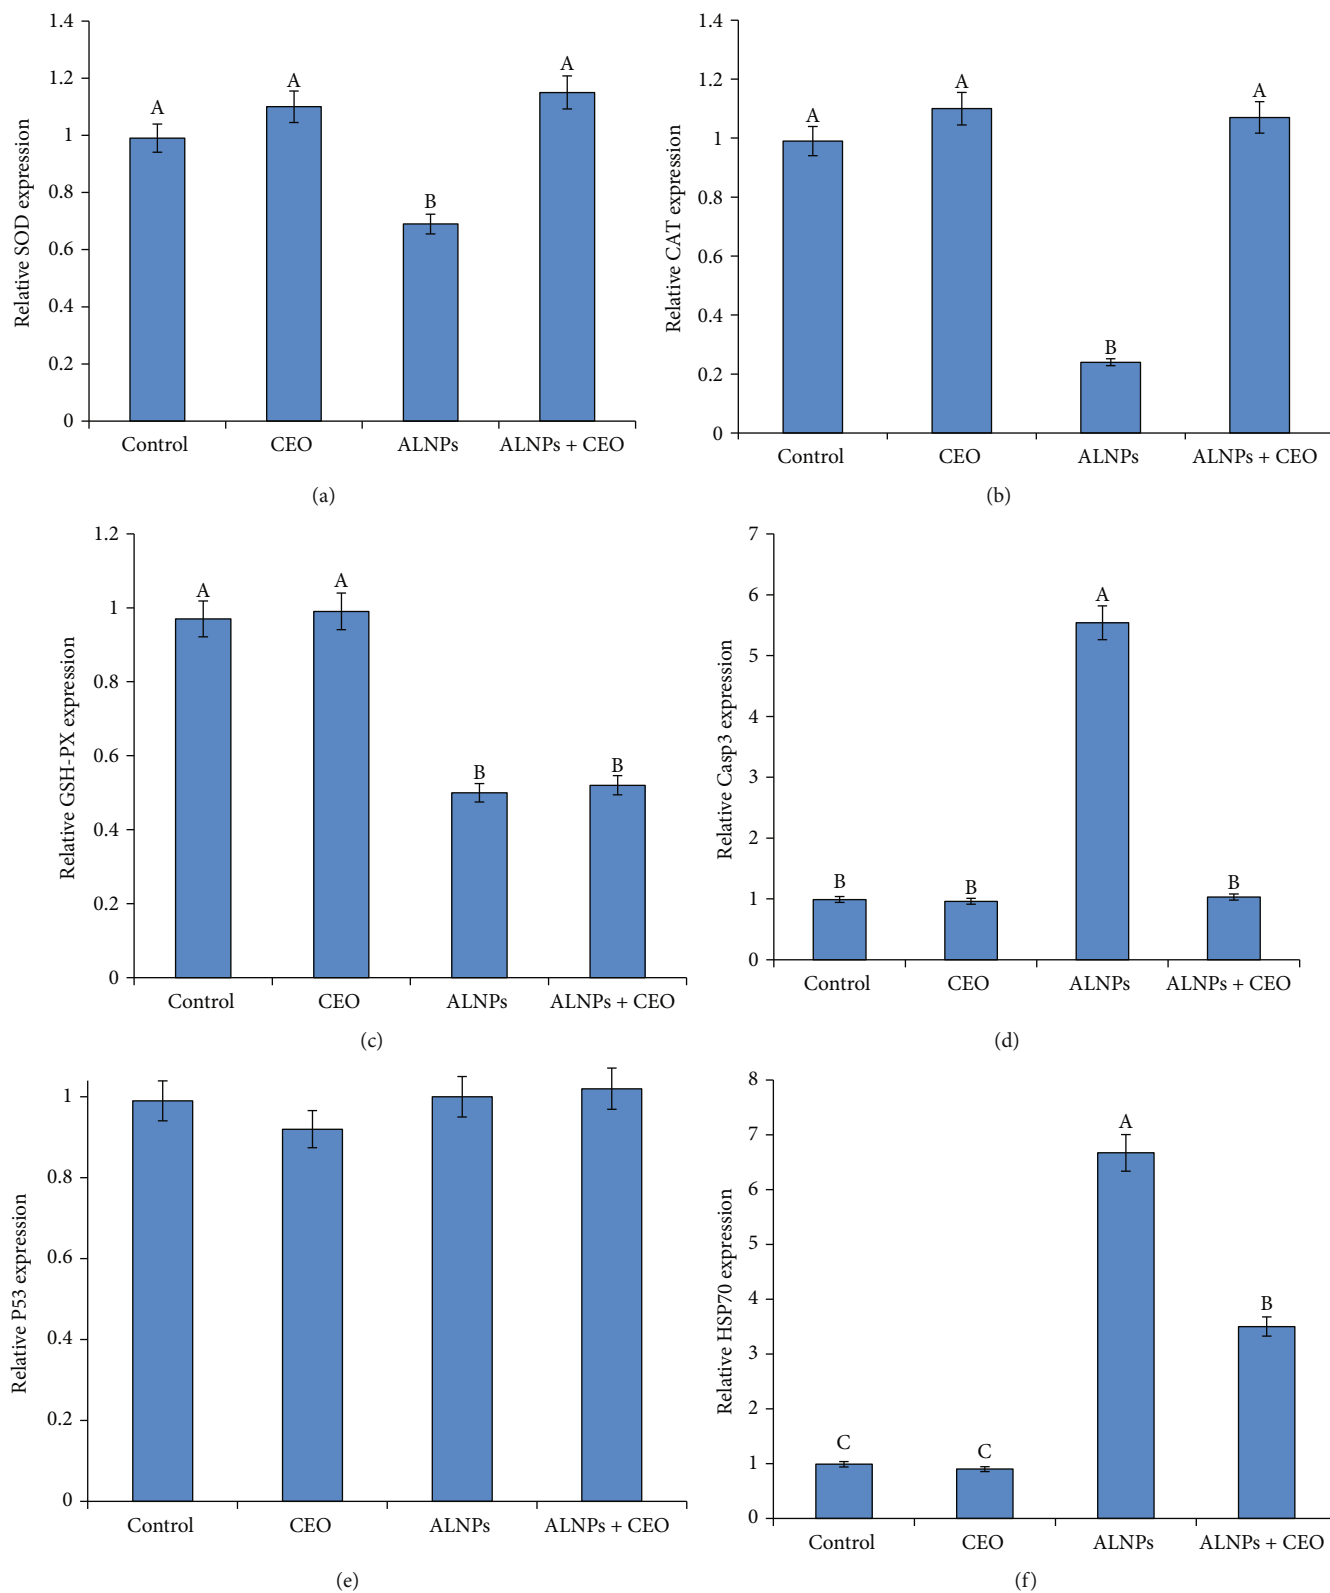 Relative SOD expression
1.4
1.2
1
0.8
0.6
0.4
0.2
0
A
A
B
A
Control CEO ALNPs ALNPs + CEO
(a)
Relative CAT expression
1.4
1.2
1
0.8
0.6
0.4
0.2
0
A
A
B
A
Control CEO ALNPs ALNPs + CEO
(b)
Relative GSH-PX expression
1.2
1
0.8
0.6
0.4
0.2
0
A
A
B
B
Control CEO ALNPs ALNPs + CEO
(c)
Relative Casp3 expression
7
6
5
4
3
2
1
0
B
B
A
B
Control CEO ALNPs ALNPs + CEO
(d)
Relative P53 expression
1
0.8
0.6
0.4
0.2
0
Control CEO ALNPs ALNPs + CEO
(e)
Relative HSP70 expression
8
7
6
5
4
3
2
1
0
C
C
A
B
Control CEO ALNPs ALNPs + CEO
(f)